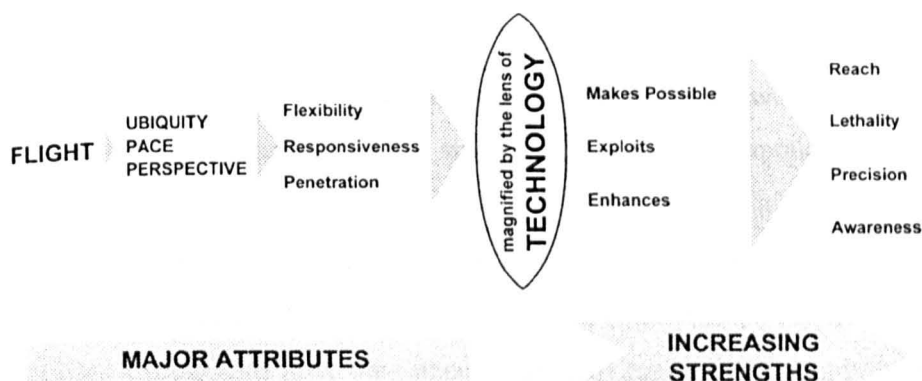 FLIGHT
UBIQUITY
PACE
PERSPECTIVE
Flexibility
Responsiveness
Penetration
magnified by the lens of
TECHNOLOGY
Makes Possible
Exploits
Enhances
Reach
Lethality
Precision
Awareness
MAJOR ATTRIBUTES
INCREASING
STRENGTHS